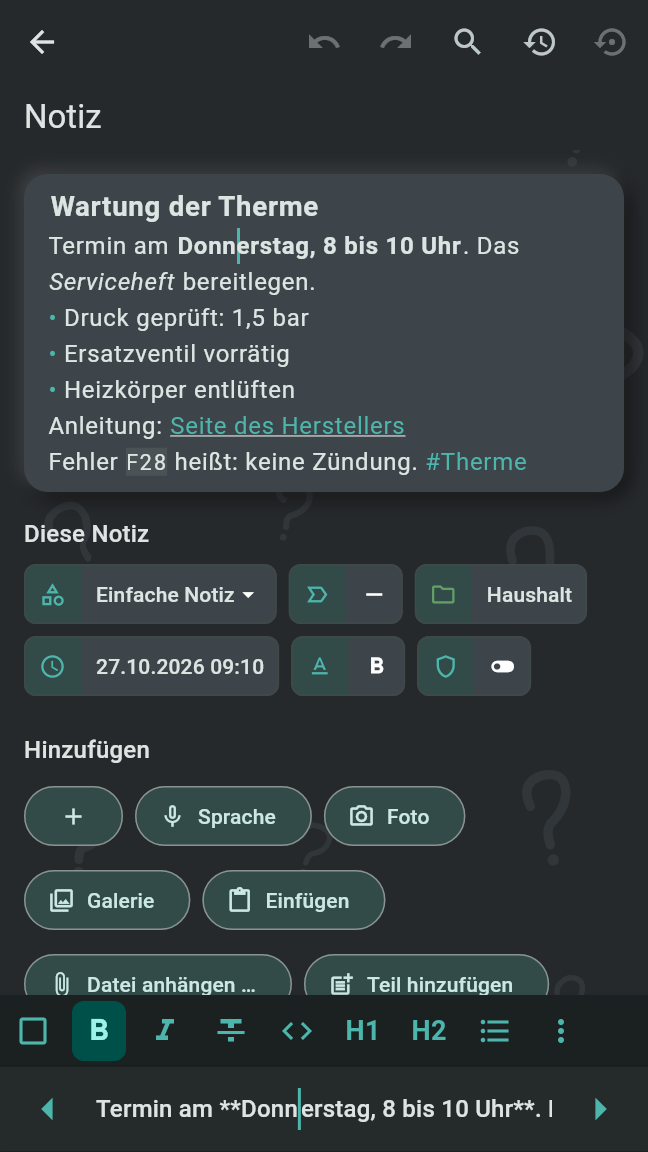 Notiz
Wartung der Therme
Termin am Donnerstag, 8 bis 10 Uhr. Das
Serviceheft bereitlegen.
• Druck geprüft: 1,5 bar
• Ersatzventil vorrätig
• Heizkörper entlüften
Anleitung: Seite des Herstellers
Fehler F28 heißt: keine Zündung. #Therme
Diese Notiz
Einfache Notiz — Haushalt
27.10.2026 09:10 A B
Hinzufügen
+ Sprache Foto
Galerie Einfügen
Datei anhängen ... Teil hinzufügen
B I T <> H1 H2
Termin am **Donnerstag, 8 bis 10 Uhr**.